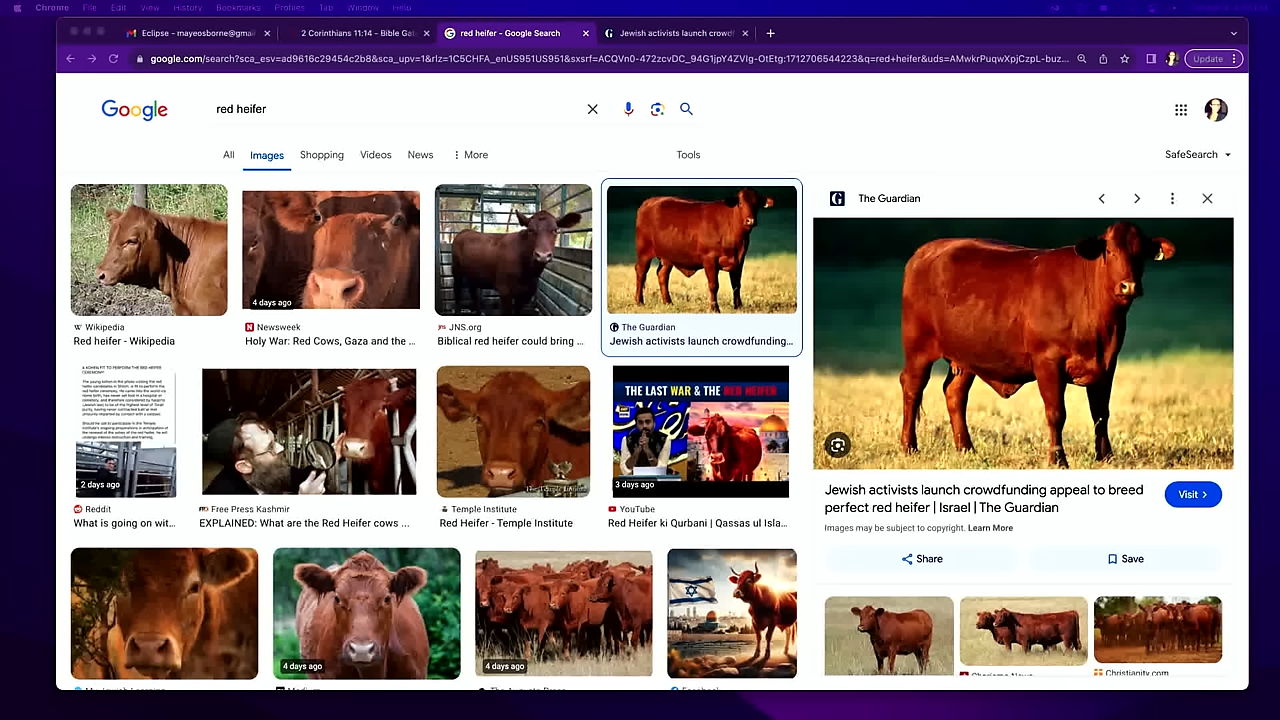 Chrome File Edit View History Bookmarks Profiles Tab Window Help
Eclipse - mayeosborne@gmai
2 Corinthians 11:14 - Bible Gat
red heifer - Google Search
Jewish activists launch crowdf
google.com/search?sca_esv=ad9616c29454c2b8&sca_upv=1&rlz=1C5CHFA_enUS951US951&sxsrf=ACQVn0-472zcvDC_94G1jpY4ZVIg-OtEtg:1712706544223&q=red+heifer&uds=AMwkrPuqwXpjCzpL-buz...
Update
Google
red heifer
All Images Shopping Videos News More
Tools
SafeSearch
4 days ago
Wikipedia
Red heifer - Wikipedia
Newsweek
Holy War: Red Cows, Gaza and the ...
JNS.org
Biblical red heifer could bring ...
The Guardian
Jewish activists launch crowdfunding...
2 days ago
THE LAST WAR & THE RED HEIFER
3 days ago
Reddit
What is going on wit...
Free Press Kashmir
EXPLAINED: What are the Red Heifer cows ...
The Temple Institute
Temple Institute
Red Heifer - Temple Institute
YouTube
Red Heifer ki Qurbani | Qassas ul Isla...
4 days ago
4 days ago
The Guardian
Jewish activists launch crowdfunding appeal to breed
perfect red heifer | Israel | The Guardian
Visit
Images may be subject to copyright. Learn More
Share
Save
Christianity.com